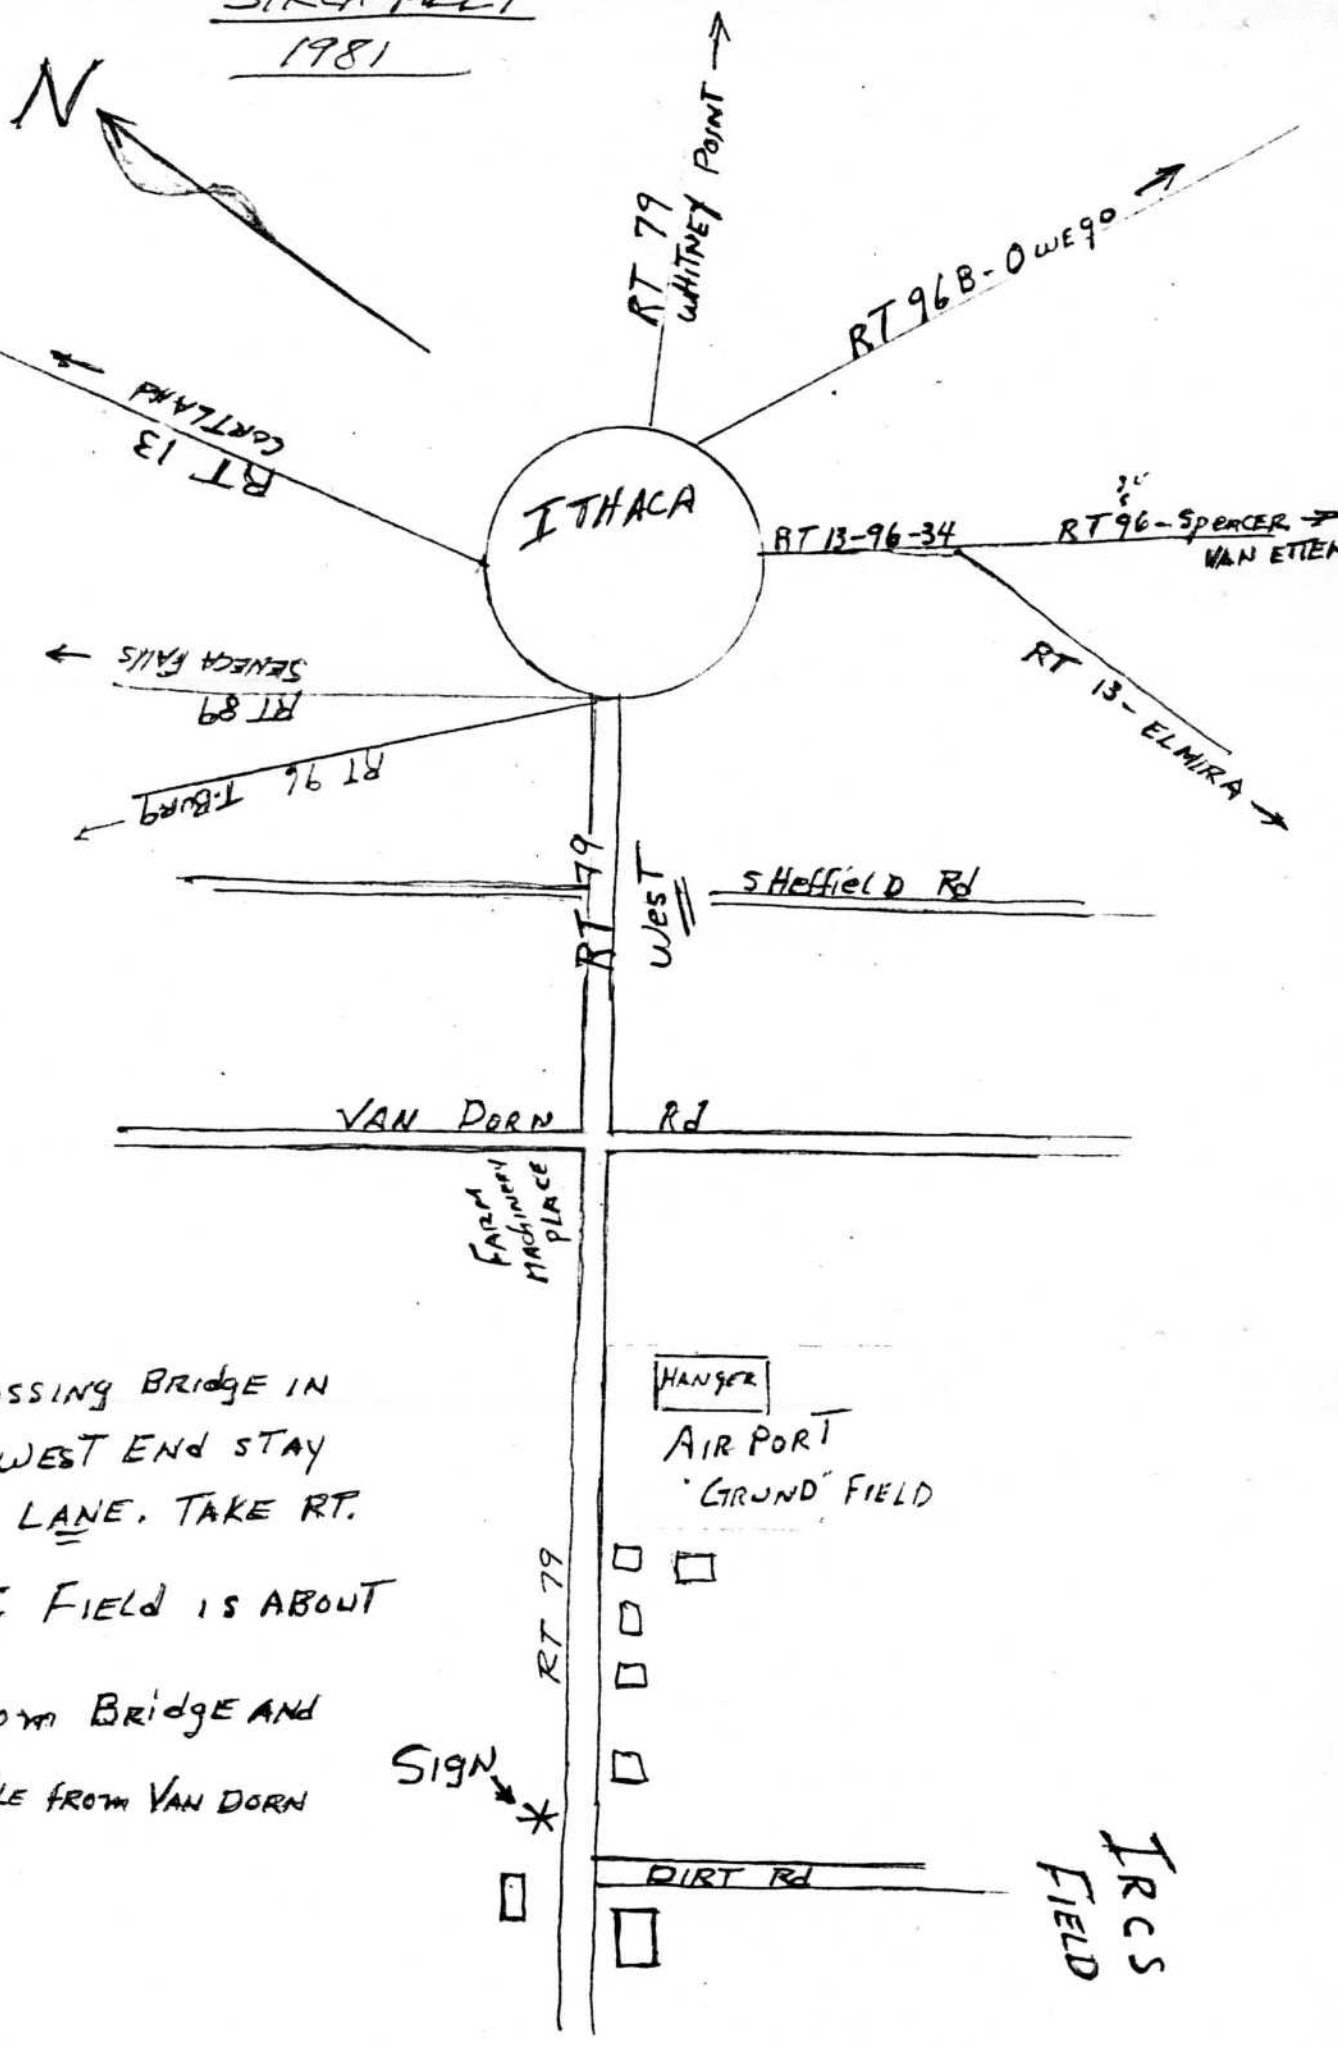 1981
N
RT 79
WHITNEY POINT
RT 96B - OWEGO
CORTLAND
RT 13
ITHACA
RT 13-96-34
RT 96 - SPENCER
VAN ETTEN
RT 13 - ELMIRA
SENECA FALLS
RT 89
RT 96 T-BURG
RT 79
WEST
SHEFFIELD Rd
VAN DORN Rd
FARM
MACHINERY
PLACE
HANGER
AIRPORT
"GRUND" FIELD
SSING BRIDGE IN
WEST END STAY
LANE. TAKE RT.
FIELD IS ABOUT
OM BRIDGE AND
LE FROM VAN DORN
RT 79
SIGN
DIRT Rd
IRCS
FIELD